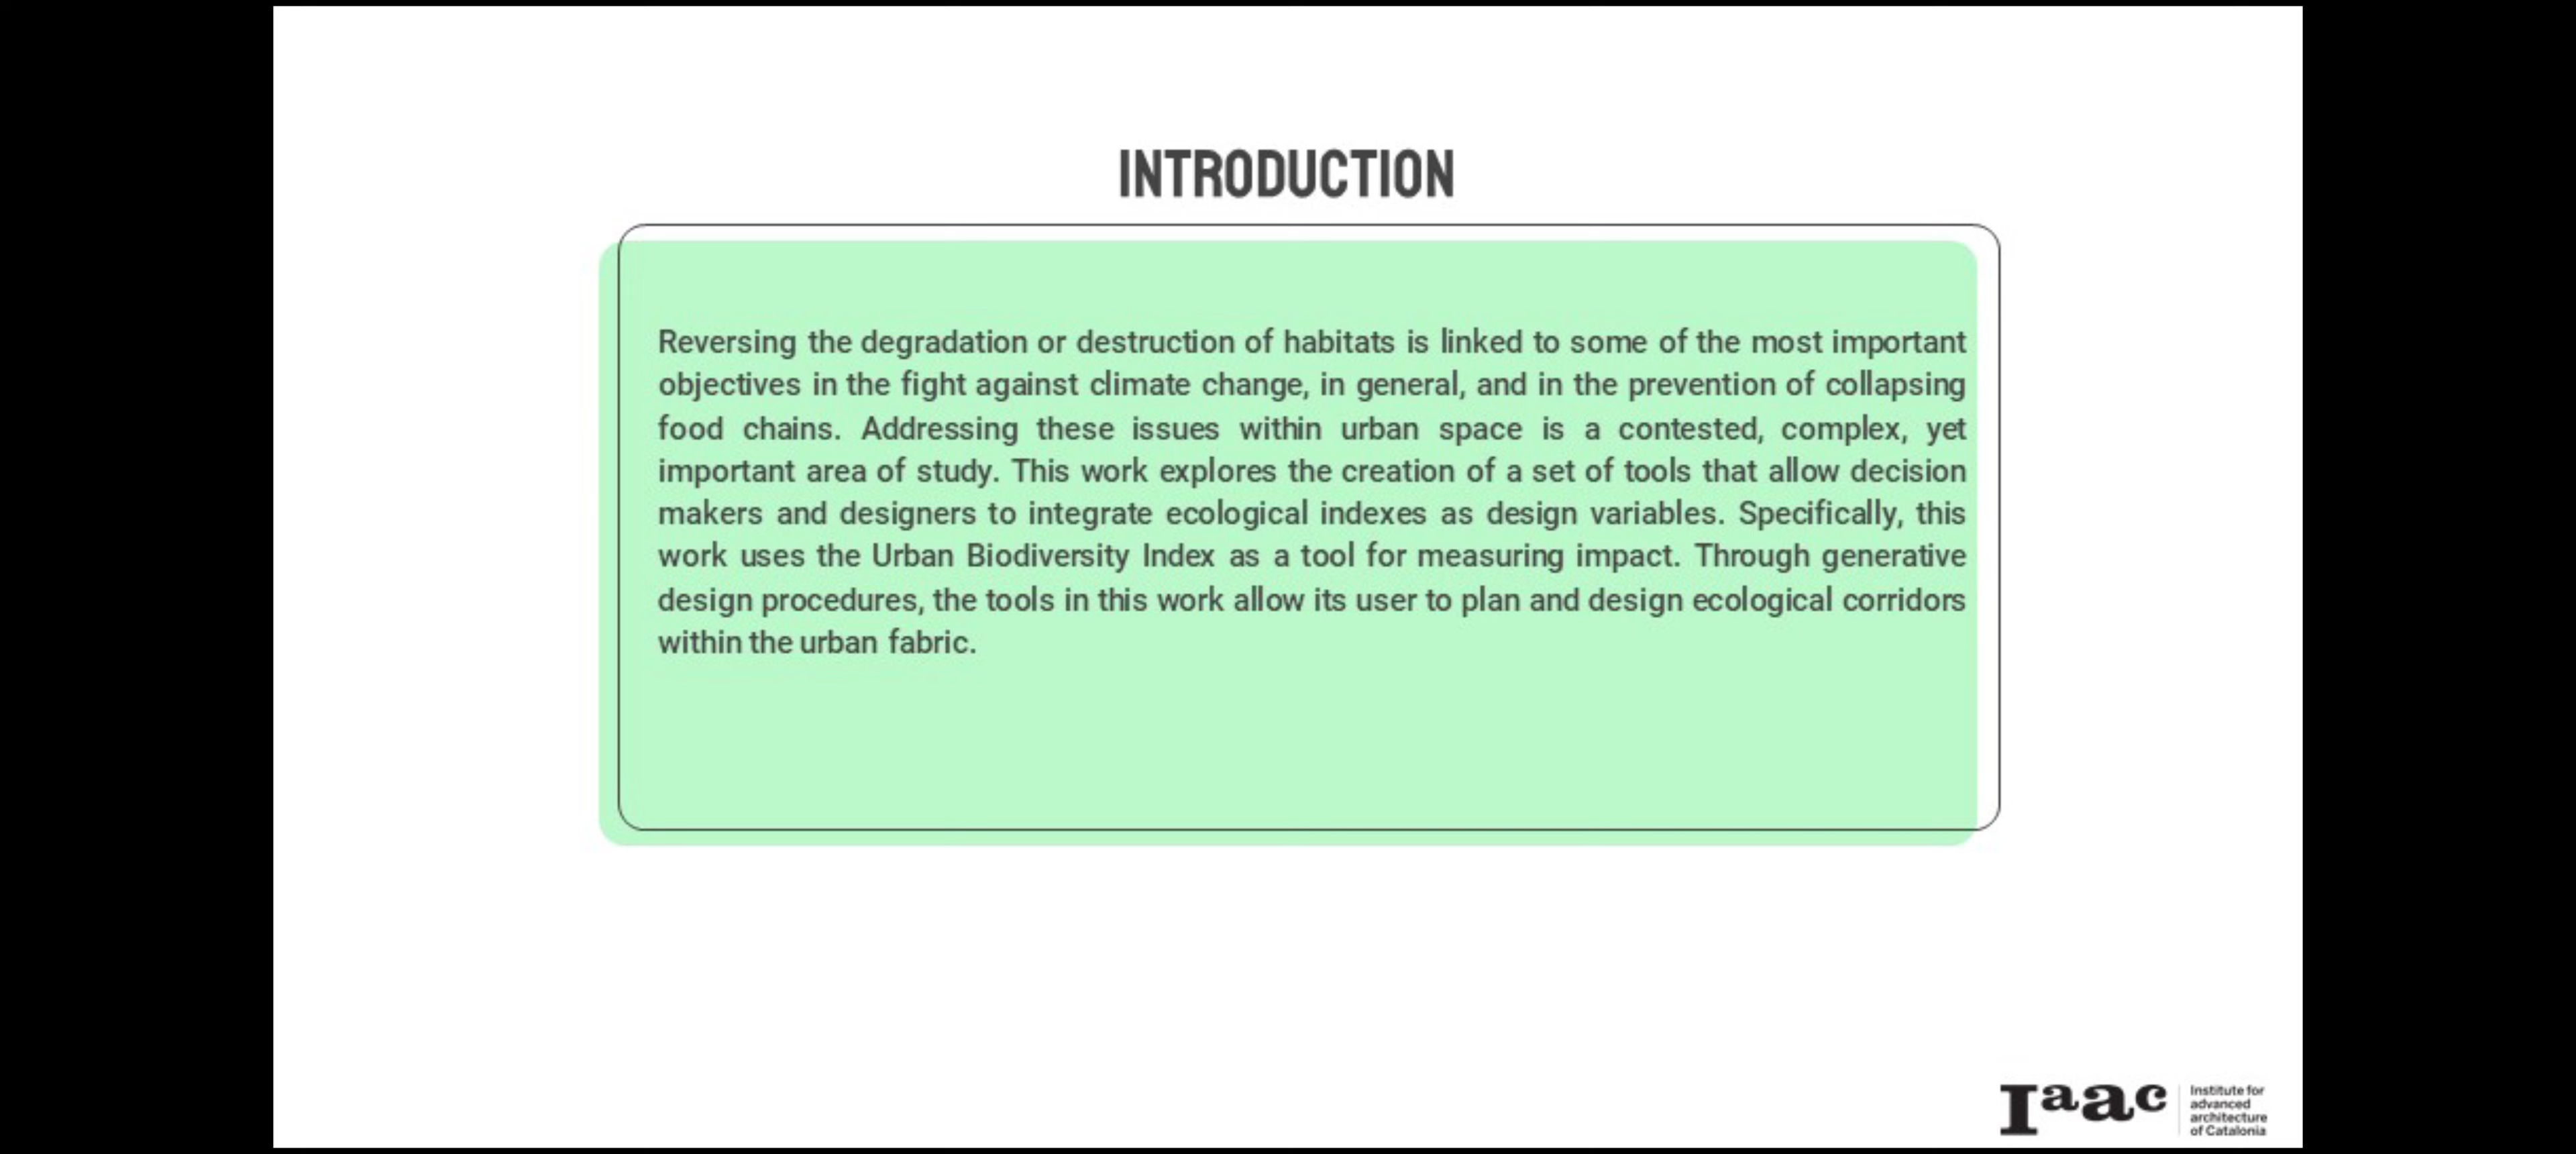 INTRODUCTION
Reversing the degradation or destruction of habitats is linked to some of the most important
objectives in the fight against climate change, in general, and in the prevention of collapsing
food chains. Addressing these issues within urban space is a contested, complex, yet
important area of study. This work explores the creation of a set of tools that allow decision
makers and designers to integrate ecological indexes as design variables. Specifically, this
work uses the Urban Biodiversity Index as a tool for measuring impact. Through generative
design procedures, the tools in this work allow its user to plan and design ecological corridors
within the urban fabric.
Iaac
Institute for
advanced
architecture
of Catalonia